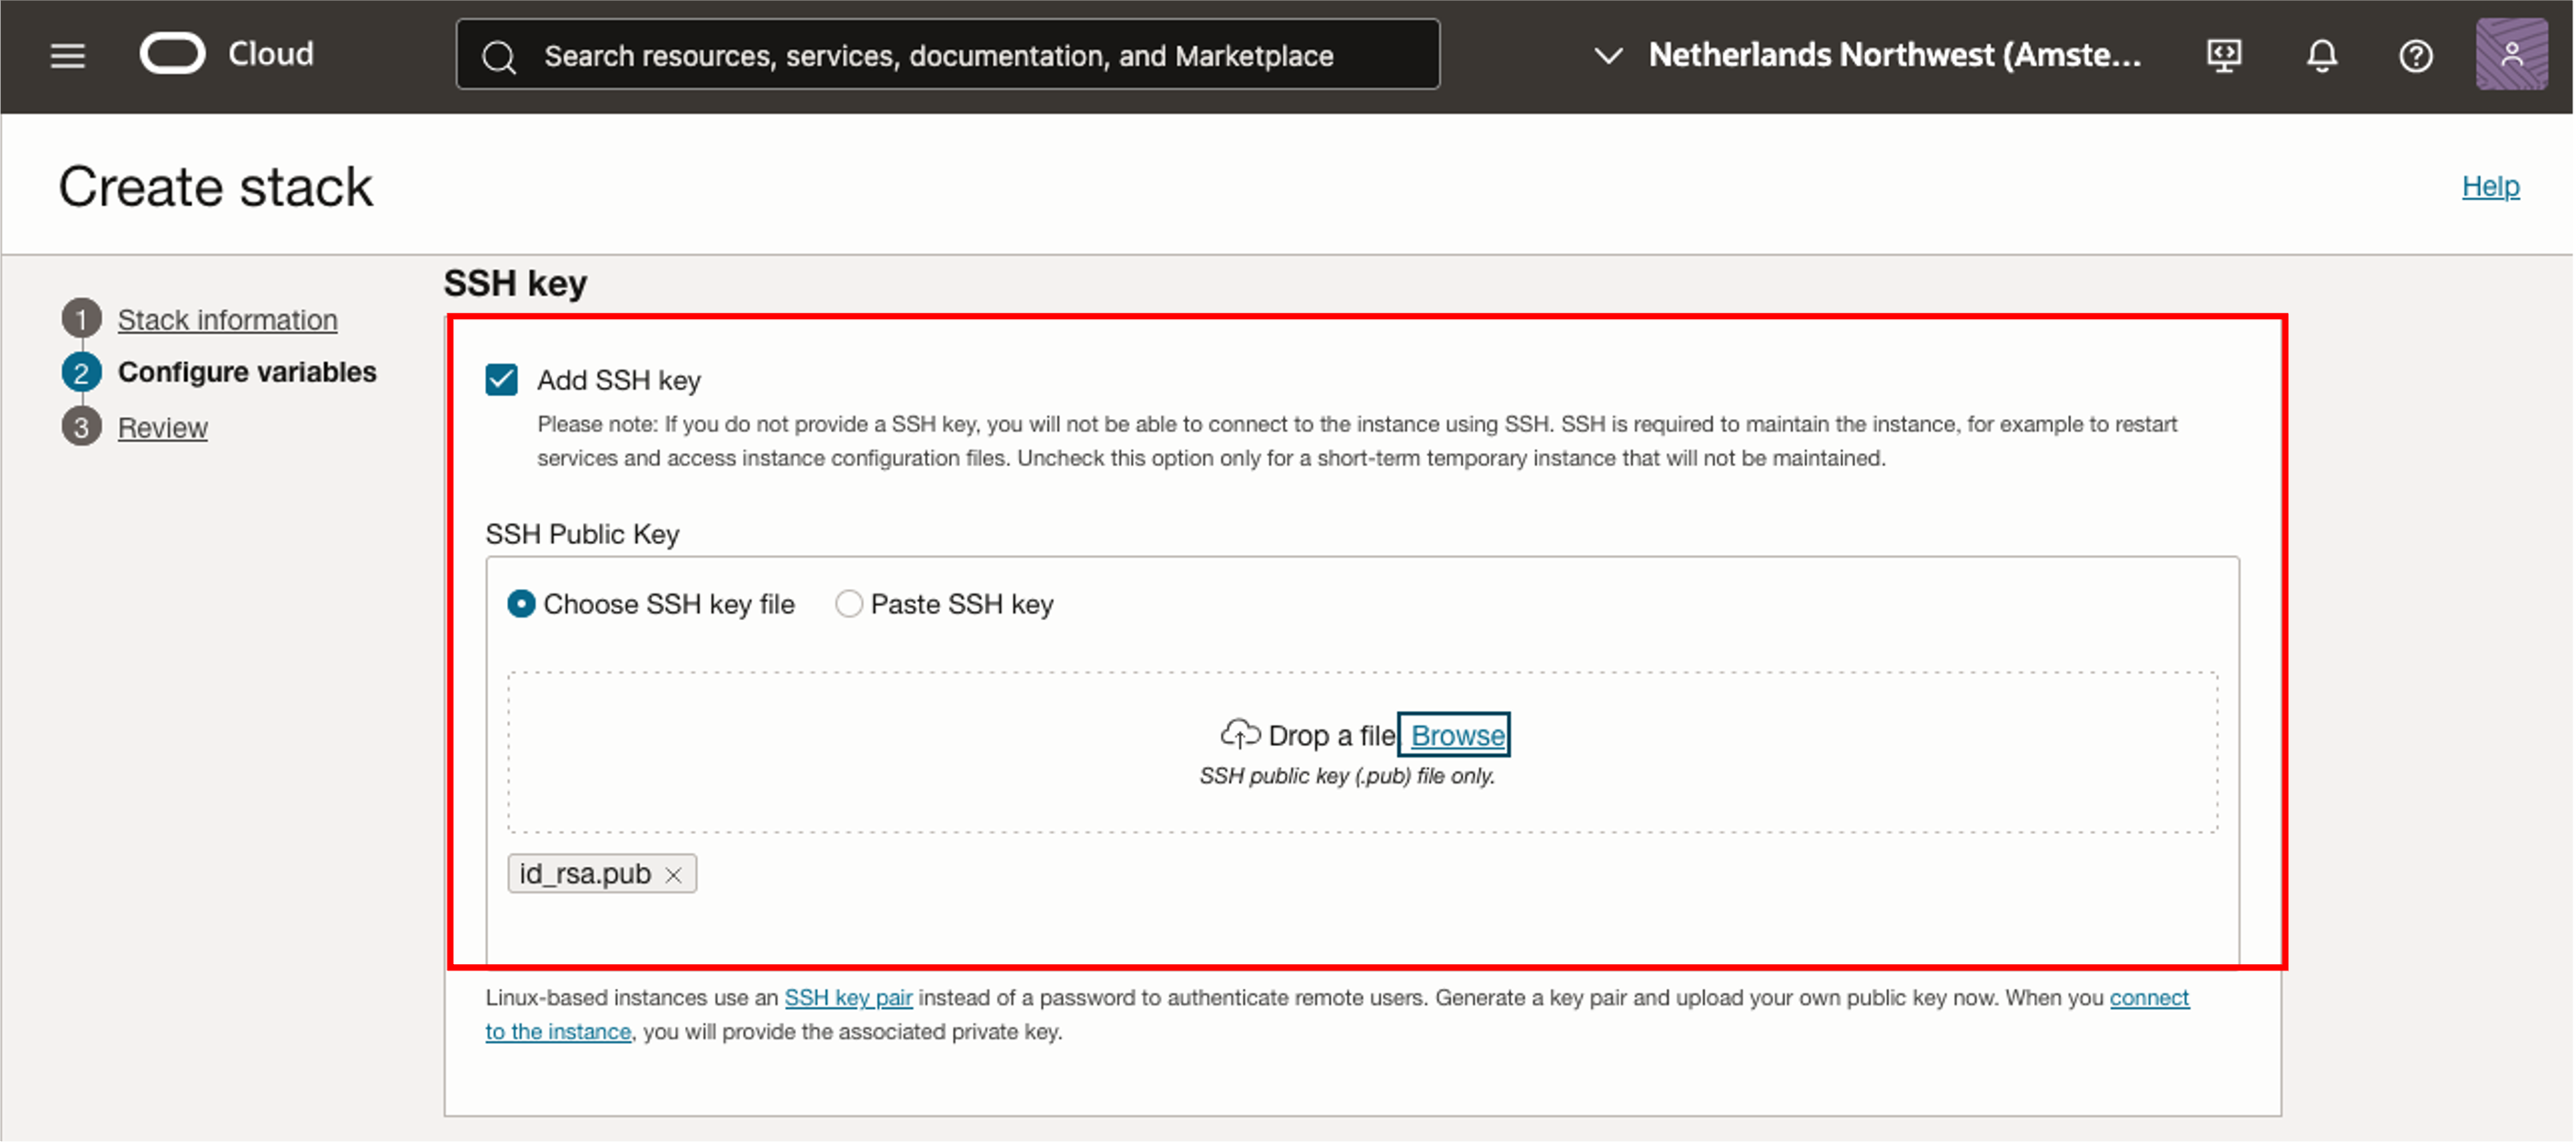 Cloud
Search resources, services, documentation, and Marketplace
Netherlands Northwest (Amste...
Create stack
Help
1 Stack information
2 Configure variables
3 Review
SSH key
Add SSH key
Please note: If you do not provide a SSH key, you will not be able to connect to the instance using SSH. SSH is required to maintain the instance, for example to restart
services and access instance configuration files. Uncheck this option only for a short-term temporary instance that will not be maintained.
SSH Public Key
Choose SSH key file Paste SSH key
Drop a file Browse
SSH public key (.pub) file only.
id_rsa.pub
Linux-based instances use an SSH key pair instead of a password to authenticate remote users. Generate a key pair and upload your own public key now. When you connect
to the instance, you will provide the associated private key.